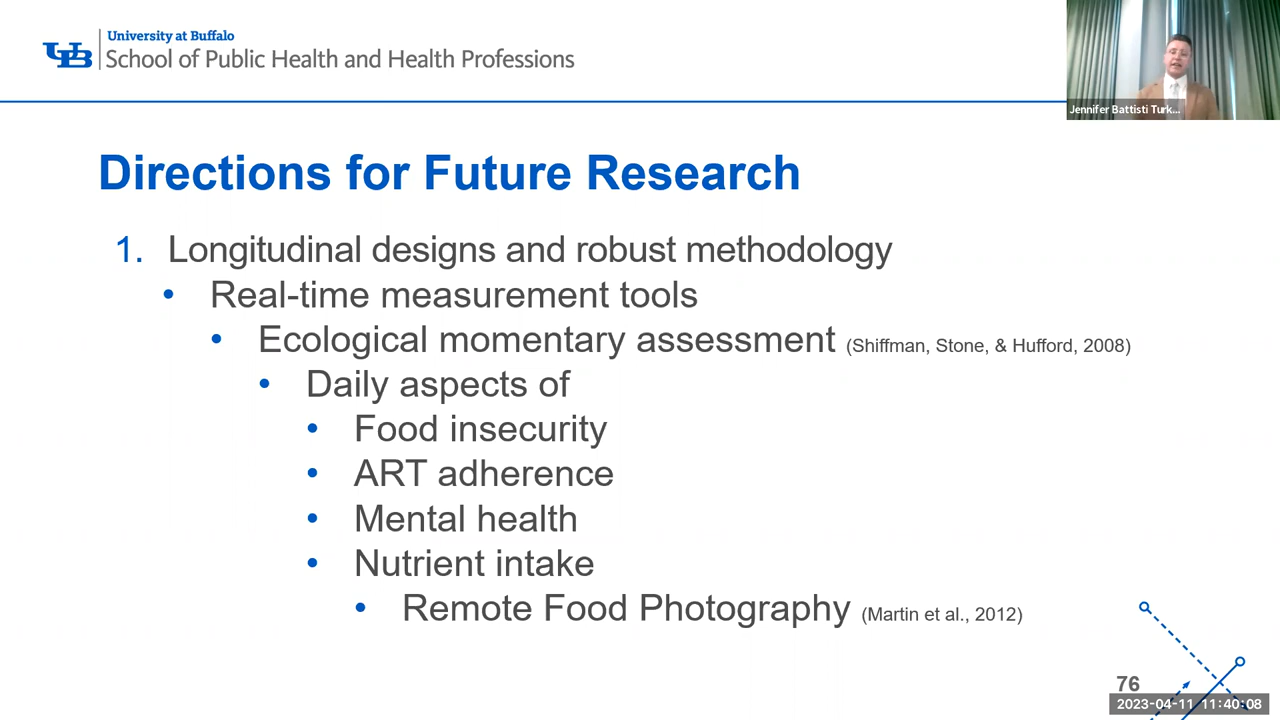 UB
University at Buffalo
School of Public Health and Health Professions
Jennifer Battisti Turk...
Directions for Future Research
1. Longitudinal designs and robust methodology
• Real-time measurement tools
• Ecological momentary assessment (Shiffman, Stone, & Hufford, 2008)
• Daily aspects of
• Food insecurity
• ART adherence
• Mental health
• Nutrient intake
• Remote Food Photography (Martin et al., 2012)
76
2023-04-11 11:40:08